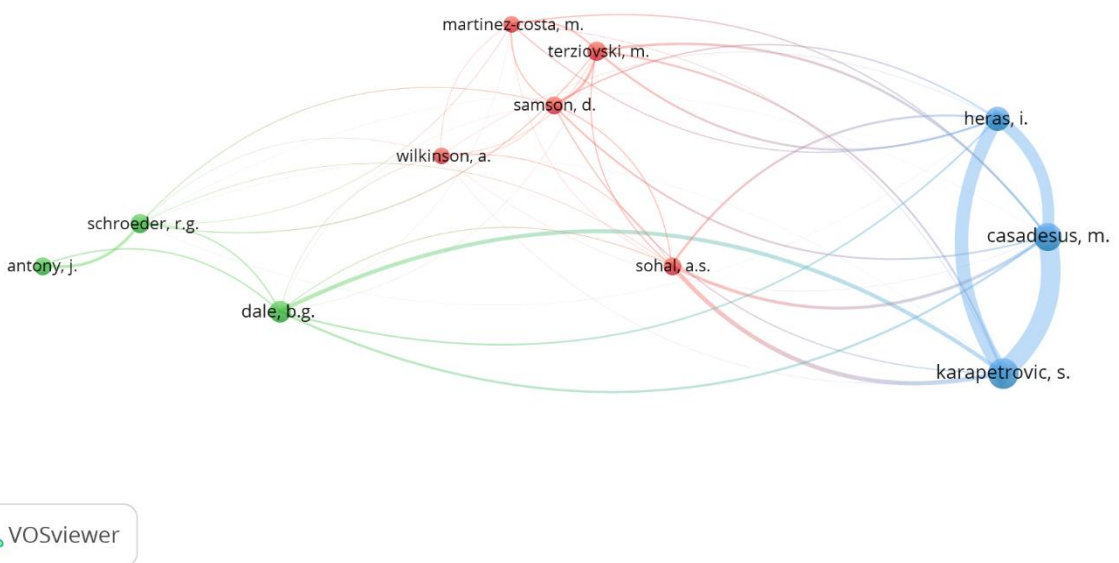 martinez-costa, m.
terziovski, m.
samson, d.
heras, i.
wilkinson, a.
schroeder, r.g.
casadesus, m.
antony, j.
sohal, a.s.
dale, b.g.
karapetrovic, s.
VOSviewer